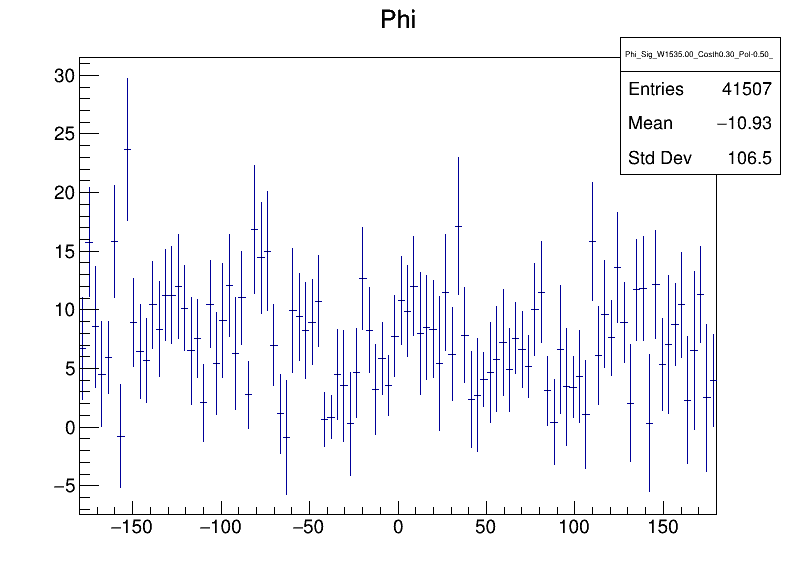 Phi
Phi_Sig_W1535.00_Costh0.30_Pol-0.50_
Entries 41507
Mean −10.93
Std Dev 106.5
30
25
20
15
10
5
0
−5
−150 −100 −50 0 50 100 150